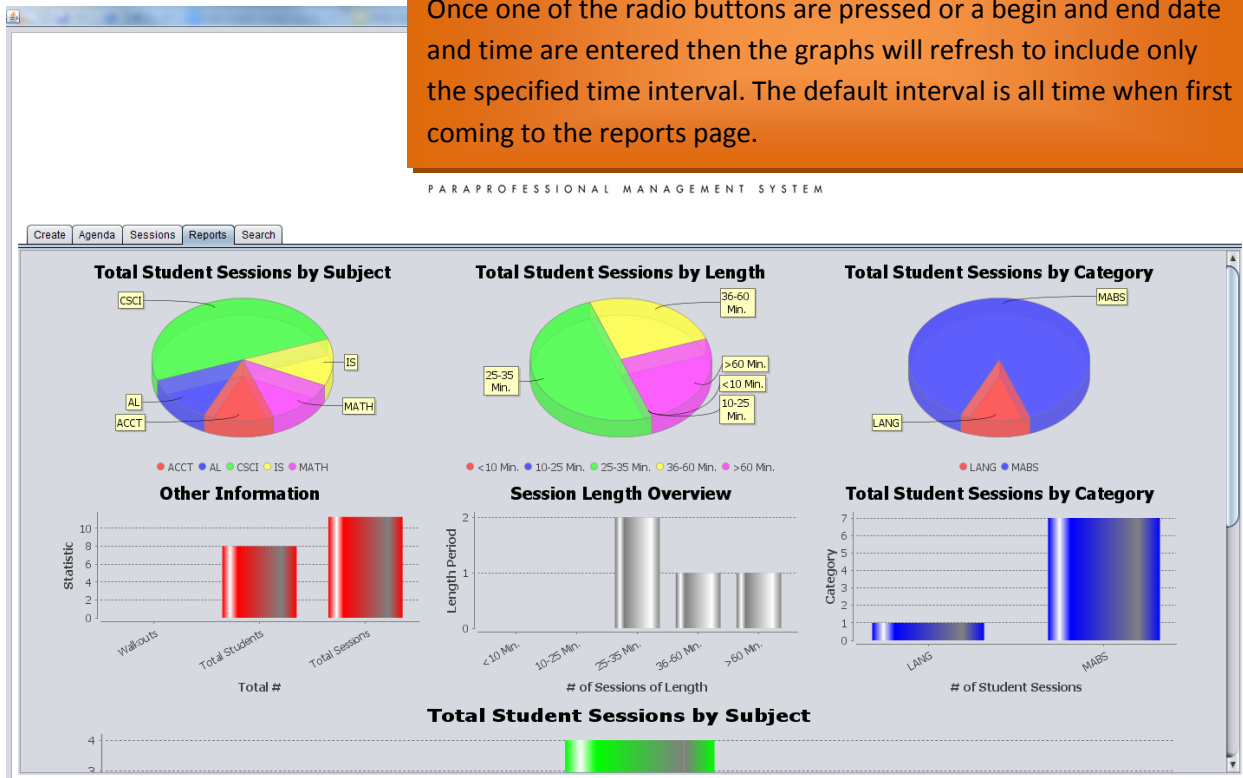 Once one of the radio buttons are pressed or a begin and end date
and time are entered then the graphs will refresh to include only
the specified time interval. The default interval is all time when first
coming to the reports page.
PARAPROFESSIONAL MANAGEMENT SYSTEM
Create Agenda Sessions Reports Search
Total Student Sessions by Subject
CSCI
IS
AL
MATH
ACCT
ACCT AL CSCI IS MATH
Total Student Sessions by Length
36-60
Min.
>60 Min.
25-35
Min.
<10 Min.
10-25
Min.
<10 Min. 10-25 Min. 25-35 Min. 36-60 Min. >60 Min.
Total Student Sessions by Category
MABS
LANG
LANG MABS
Other Information
Statistic
10
8
6
4
2
0
Walkouts Total Students Total Sessions
Total #
Session Length Overview
Length Period
2
1
0
<10 Min. 10-25 Min. 25-35 Min. 36-60 Min. >60 Min.
# of Sessions of Length
Total Student Sessions by Category
Category
7
6
5
4
3
2
1
0
LANG MABS
# of Student Sessions
Total Student Sessions by Subject
4
3